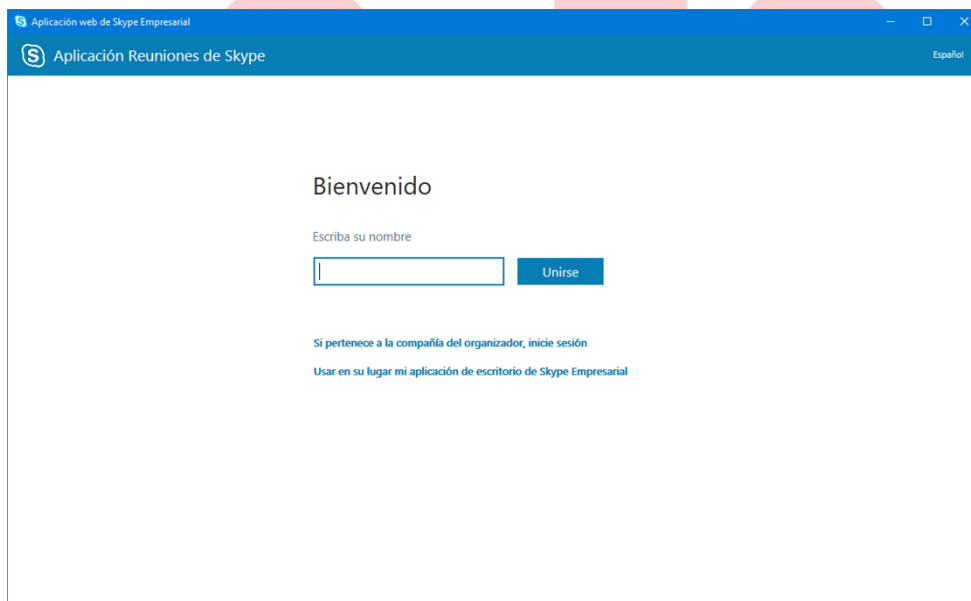 Aplicación web de Skype Empresarial
Aplicación Reuniones de Skype
Español
Bienvenido
Escriba su nombre
Unirse
Si pertenece a la compañía del organizador, inicie sesión
Usar en su lugar mi aplicación de escritorio de Skype Empresarial